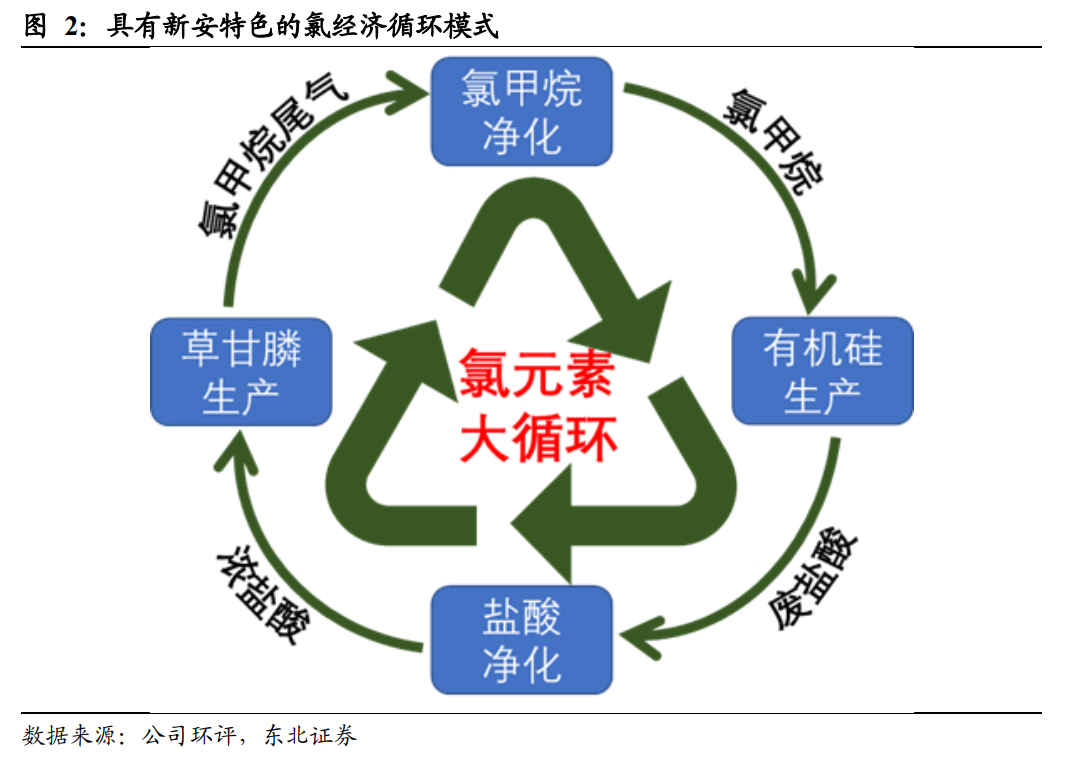 图 2：具有新安特色的氯经济循环模式
氯甲烷
净化
氯甲烷尾气
氯甲烷
草甘膦
生产
氯元素
大循环
有机硅
生产
浓盐酸
废盐酸
盐酸
净化
数据来源：公司环评，东北证券